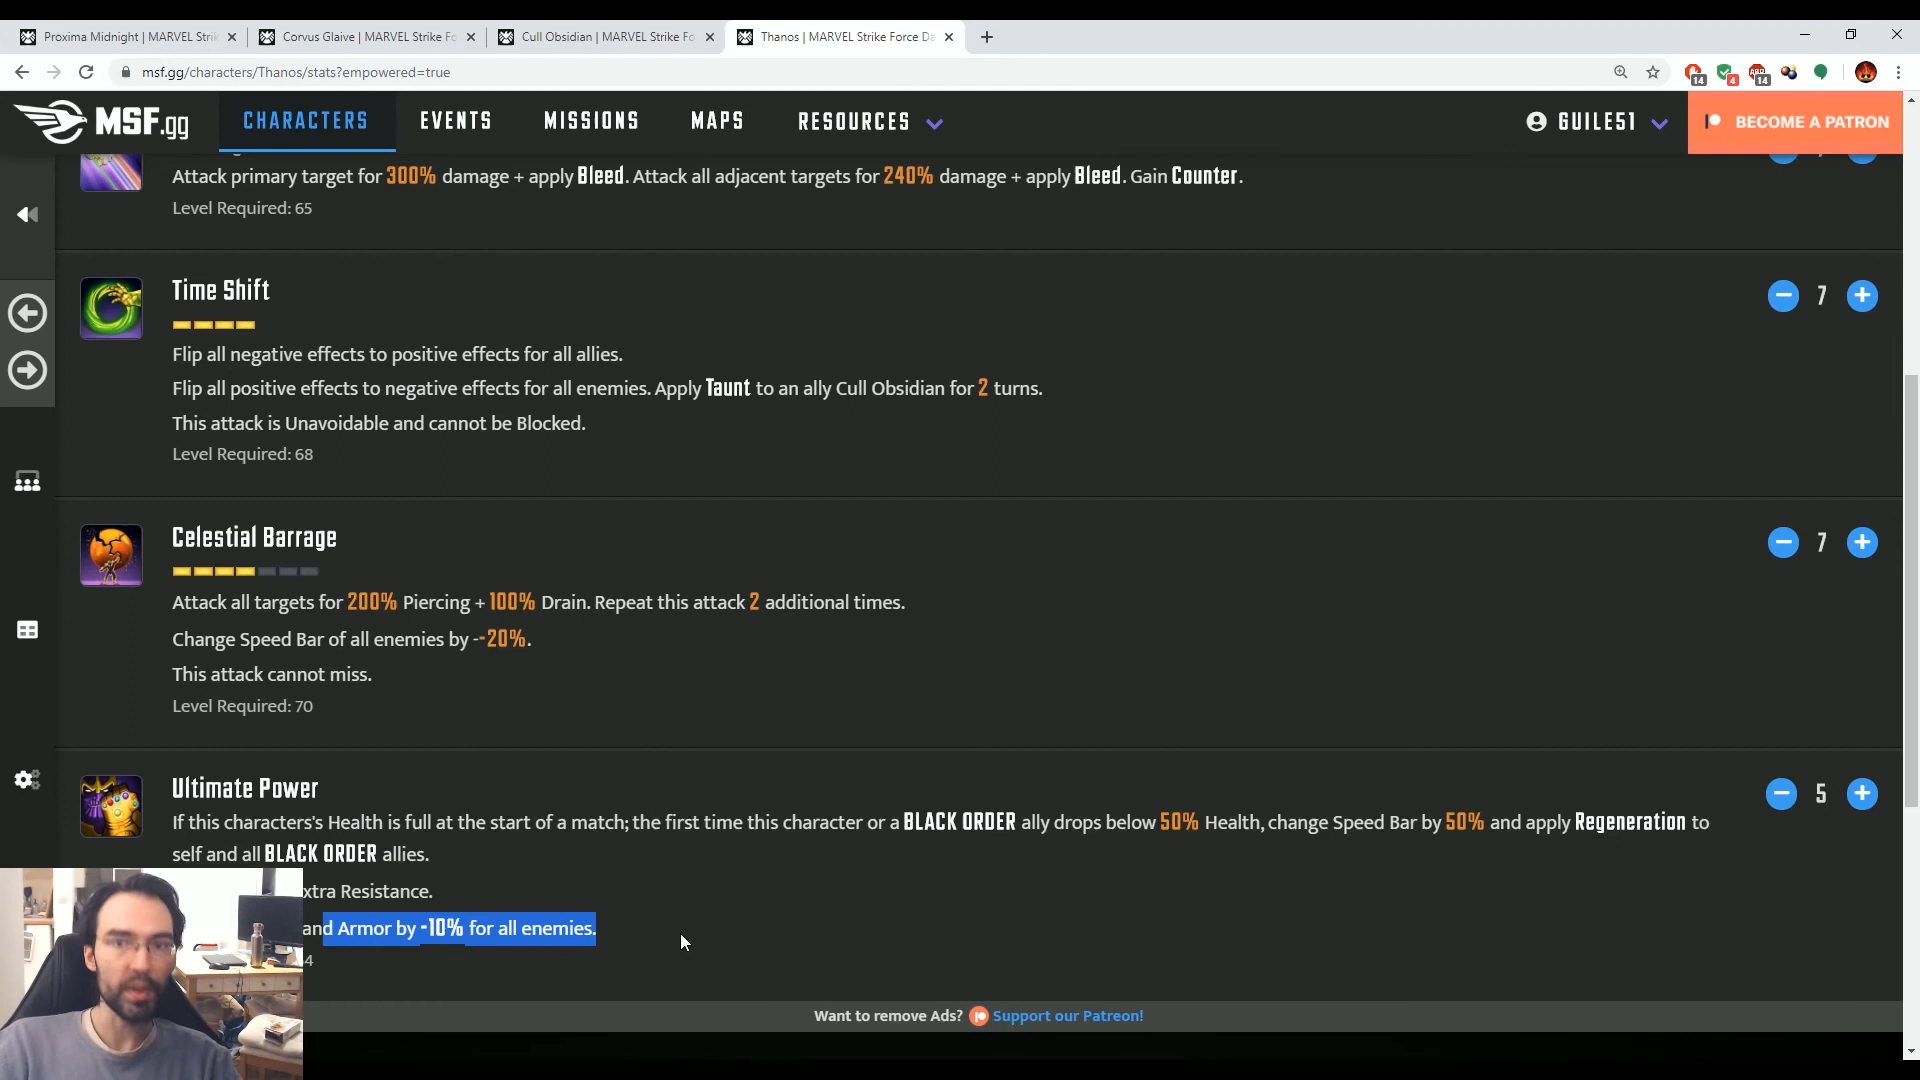 Proxima Midnight | MARVEL Stri
Corvus Glaive | MARVEL Strike Fo
Cull Obsidian | MARVEL Strike Fo
Thanos | MARVEL Strike Force Da
msf.gg/characters/Thanos/stats?empowered=true
14
4
ABP
14
MSF.gg
CHARACTERS
EVENTS
MISSIONS
MAPS
RESOURCES
GUILE51
BECOME A PATRON
Attack primary target for 300% damage + apply Bleed. Attack all adjacent targets for 240% damage + apply Bleed. Gain Counter.
Level Required: 65
Time Shift
7
Flip all negative effects to positive effects for all allies.
Flip all positive effects to negative effects for all enemies. Apply Taunt to an ally Cull Obsidian for 2 turns.
This attack is Unavoidable and cannot be Blocked.
Level Required: 68
Celestial Barrage
7
Attack all targets for 200% Piercing + 100% Drain. Repeat this attack 2 additional times.
Change Speed Bar of all enemies by --20%.
This attack cannot miss.
Level Required: 70
Ultimate Power
5
If this characters's Health is full at the start of a match; the first time this character or a BLACK ORDER ally drops below 50% Health, change Speed Bar by 50% and apply Regeneration to
self and all BLACK ORDER allies.
xtra Resistance.
and Armor by -10% for all enemies.
4
Want to remove Ads? Support our Patreon!